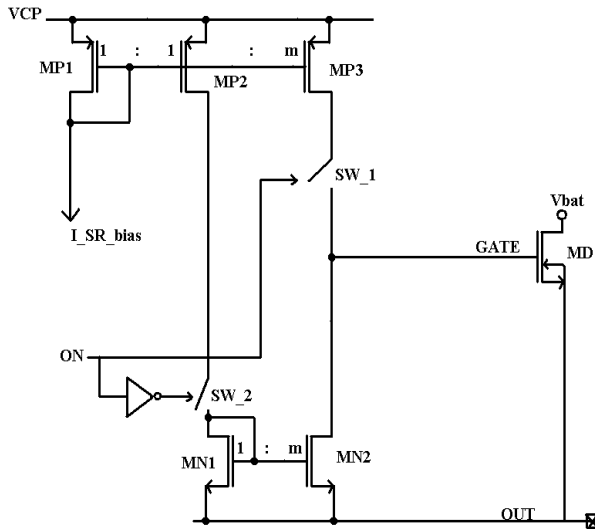 VCP
1 : 1 : m
MP1
MP2
MP3
SW_1
I_SR_bias
Vbat
GATE
MD
ON
SW_2
1 : m
MN1
MN2
OUT